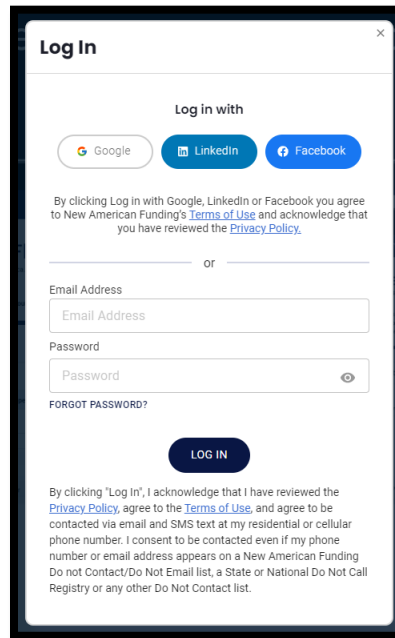 Log In
×
Log in with
Google
LinkedIn
Facebook
By clicking Log in with Google, LinkedIn or Facebook you agree
to New American Funding's Terms of Use and acknowledge that
you have reviewed the Privacy Policy.
or
Email Address
Email Address
Password
Password
FORGOT PASSWORD?
LOG IN
By clicking "Log In", I acknowledge that I have reviewed the
Privacy Policy, agree to the Terms of Use, and agree to be
contacted via email and SMS text at my residential or cellular
phone number. I consent to be contacted even if my phone
number or email address appears on a New American Funding
Do not Contact/Do Not Email list, a State or National Do Not Call
Registry or any other Do Not Contact list.